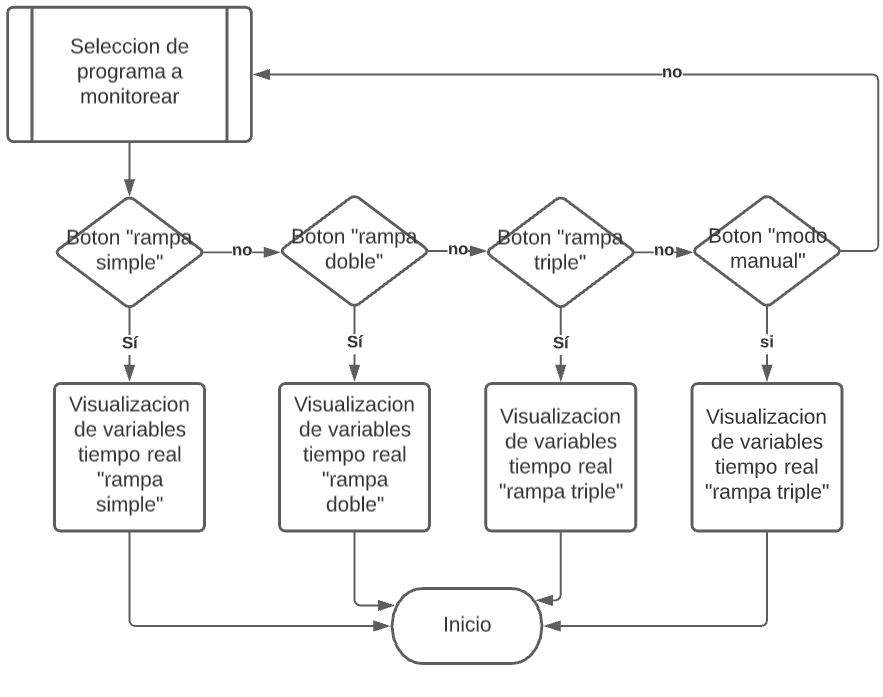 Seleccion de
programa a
monitorear
no
Boton "rampa
simple"
no
Boton "rampa
doble"
no
Boton "rampa
triple"
no
Boton "modo
manual"
Sí
Sí
Sí
si
Visualizacion
de variables
tiempo real
"rampa
simple"
Visualizacion
de variables
tiempo real
"rampa
doble"
Visualizacion
de variables
tiempo real
"rampa triple"
Visualizacion
de variables
tiempo real
"rampa triple"
Inicio